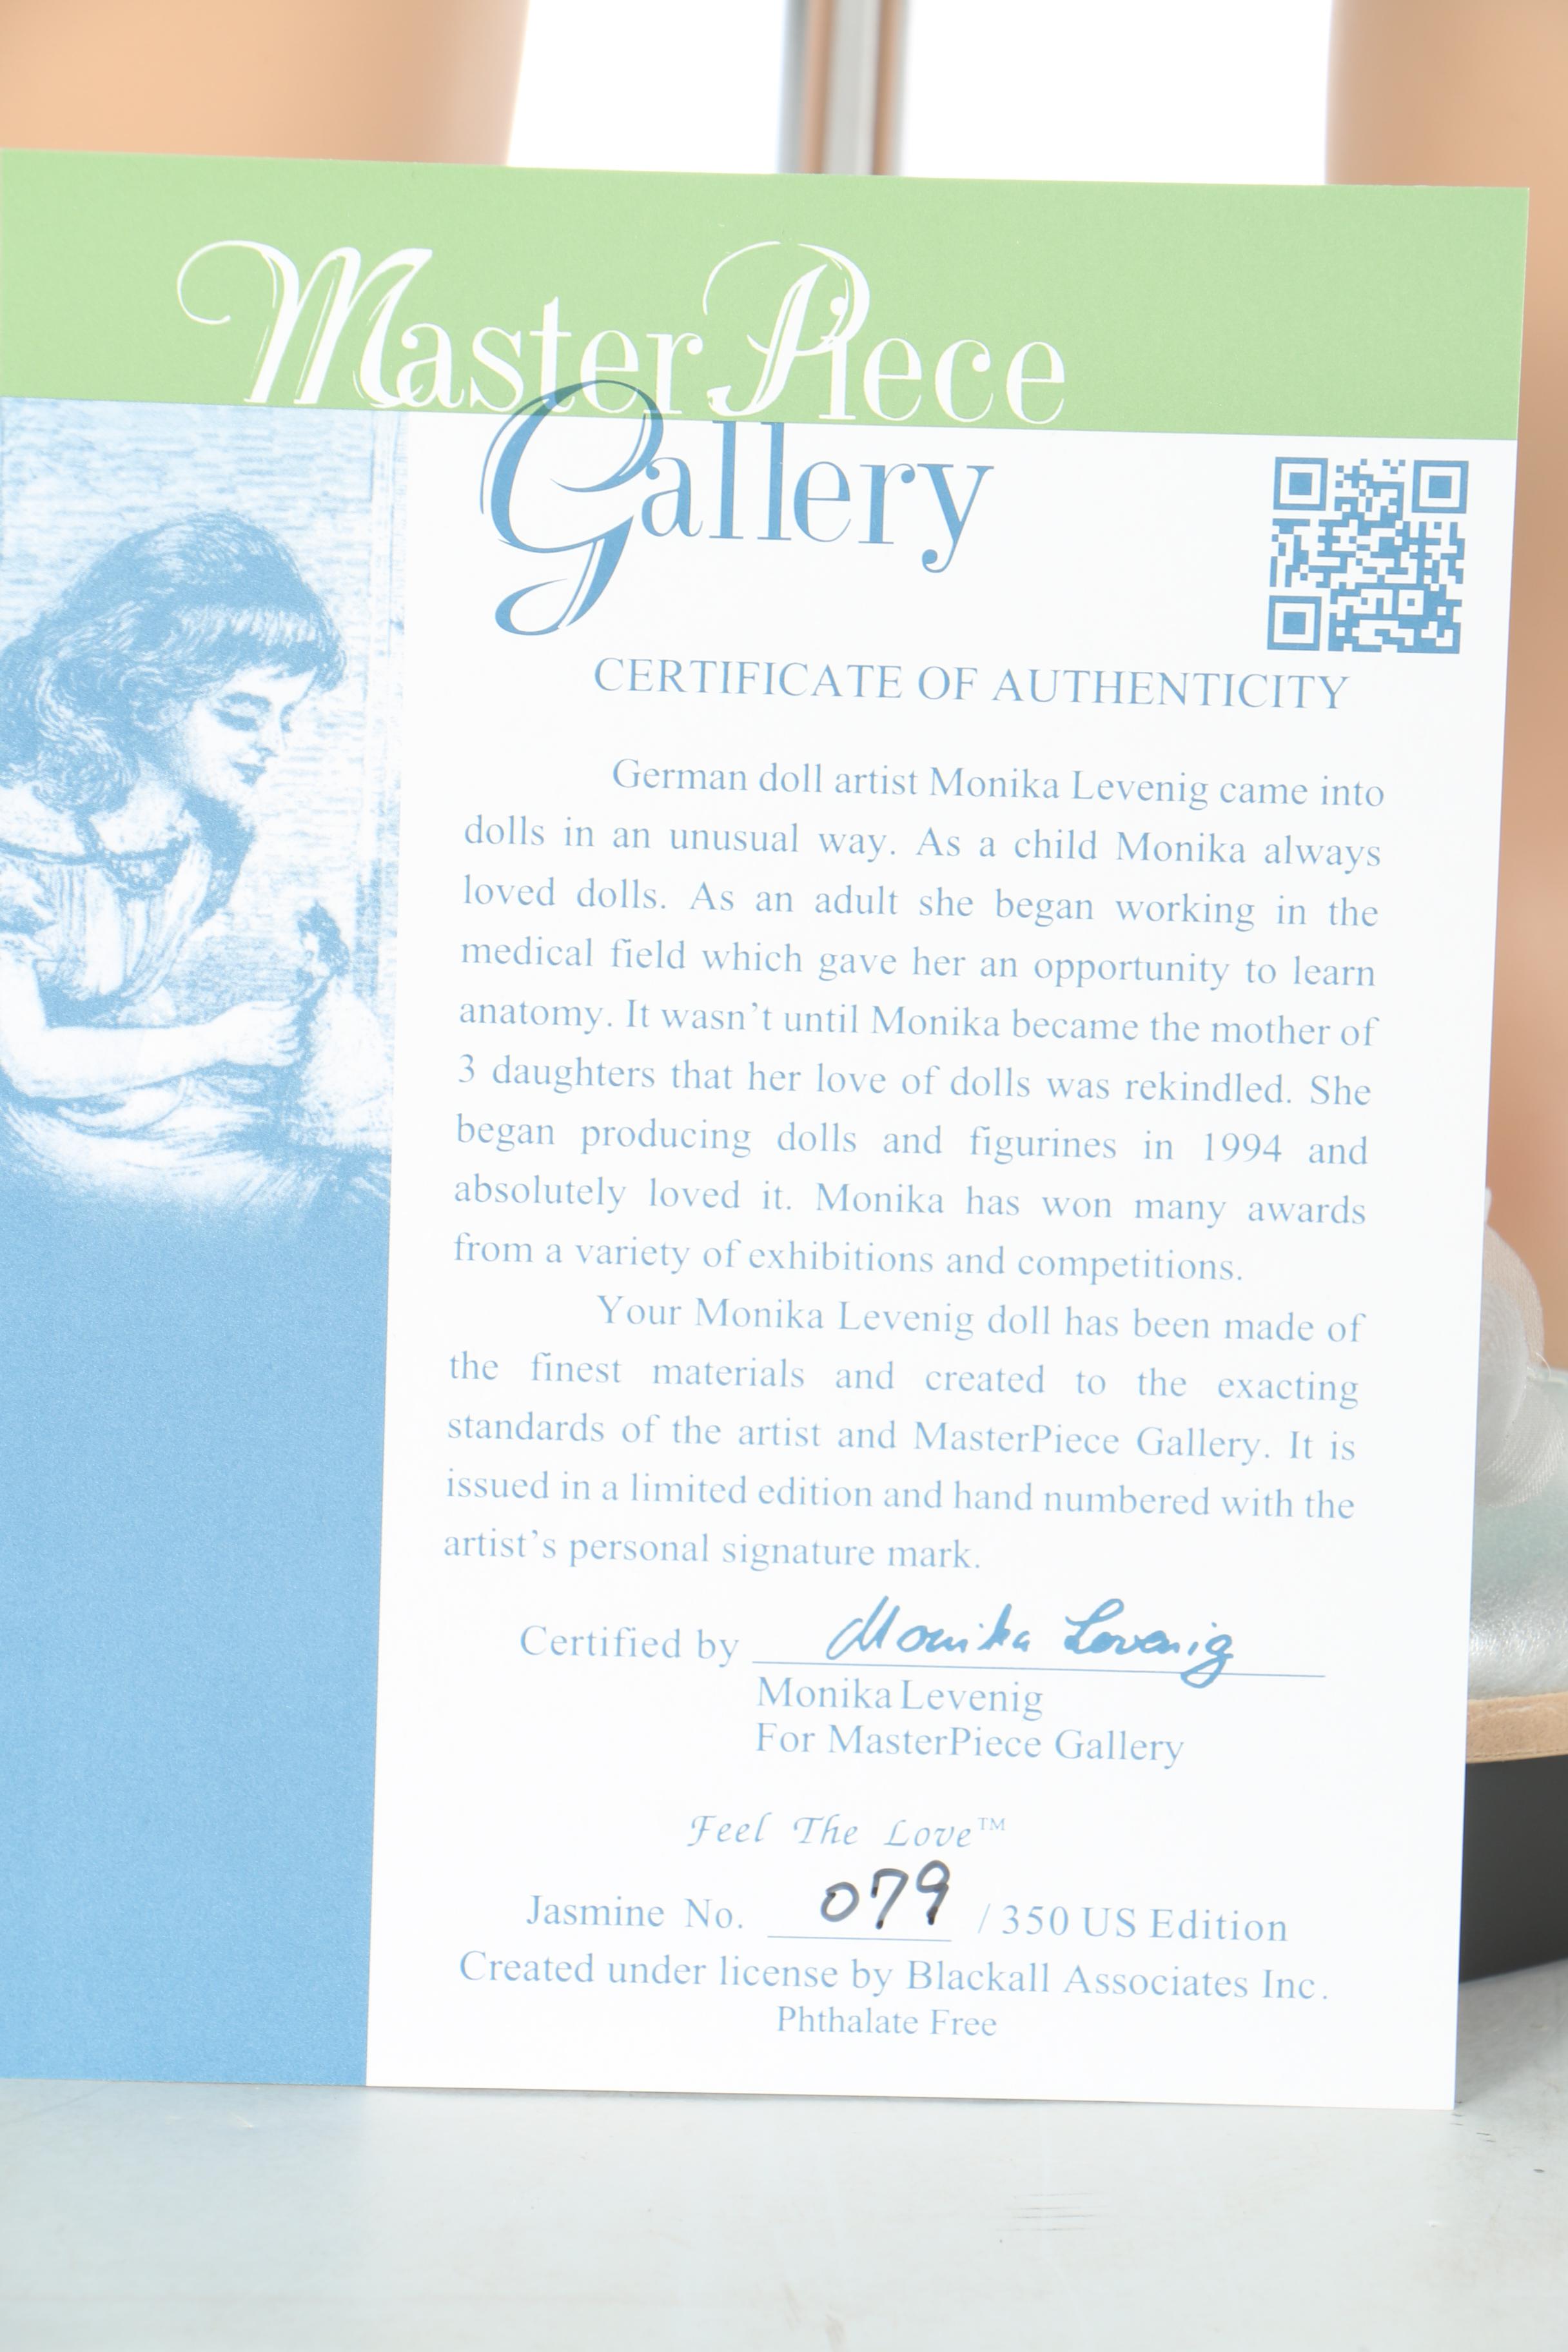 MasterPiece
Gallery
CERTIFICATE OF AUTHENTICITY
German doll artist Monika Levenig came into
dolls in an unusual way. As a child Monika always
loved dolls. As an adult she began working in the
medical field which gave her an opportunity to learn
anatomy. It wasn't until Monika became the mother of
3 daughters that her love of dolls was rekindled. She
began producing dolls and figurines in 1994 and
absolutely loved it. Monika has won many awards
from a variety of exhibitions and competitions.
Your Monika Levenig doll has been made of
the finest materials and created to the exacting
standards of the artist and MasterPiece Gallery. It is
issued in a limited edition and hand numbered with the
artist's personal signature mark.
Certified by Monika Levenig
Monika Levenig
For MasterPiece Gallery
Feel The Love™
Jasmine No. 079 / 350 US Edition
Created under license by Blackall Associates Inc.
Phthalate Free